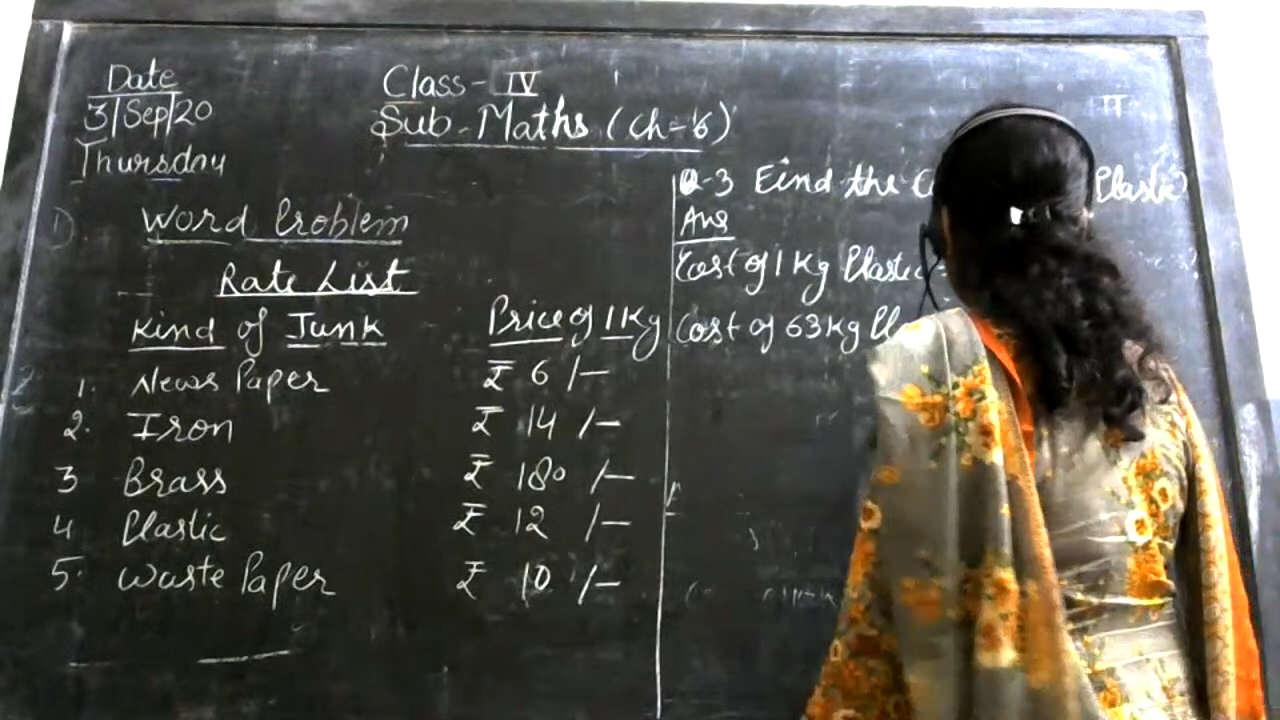 Date
3/Sep/20
Thursday
Class - IV
Sub - Maths (Ch-6)
1). Word Problem
Rate List
Kind of Junk Price of 1 Kg
1. News Paper ₹ 6 /-
2. Iron ₹ 14 /-
3 Brass ₹ 180 /-
4 Plastic ₹ 12 /-
5. Waste Paper ₹ 10 /-
Q-3 Find the Plastic?
Ans
Cost of 1 Kg Plastic =
Cost of 63 Kg